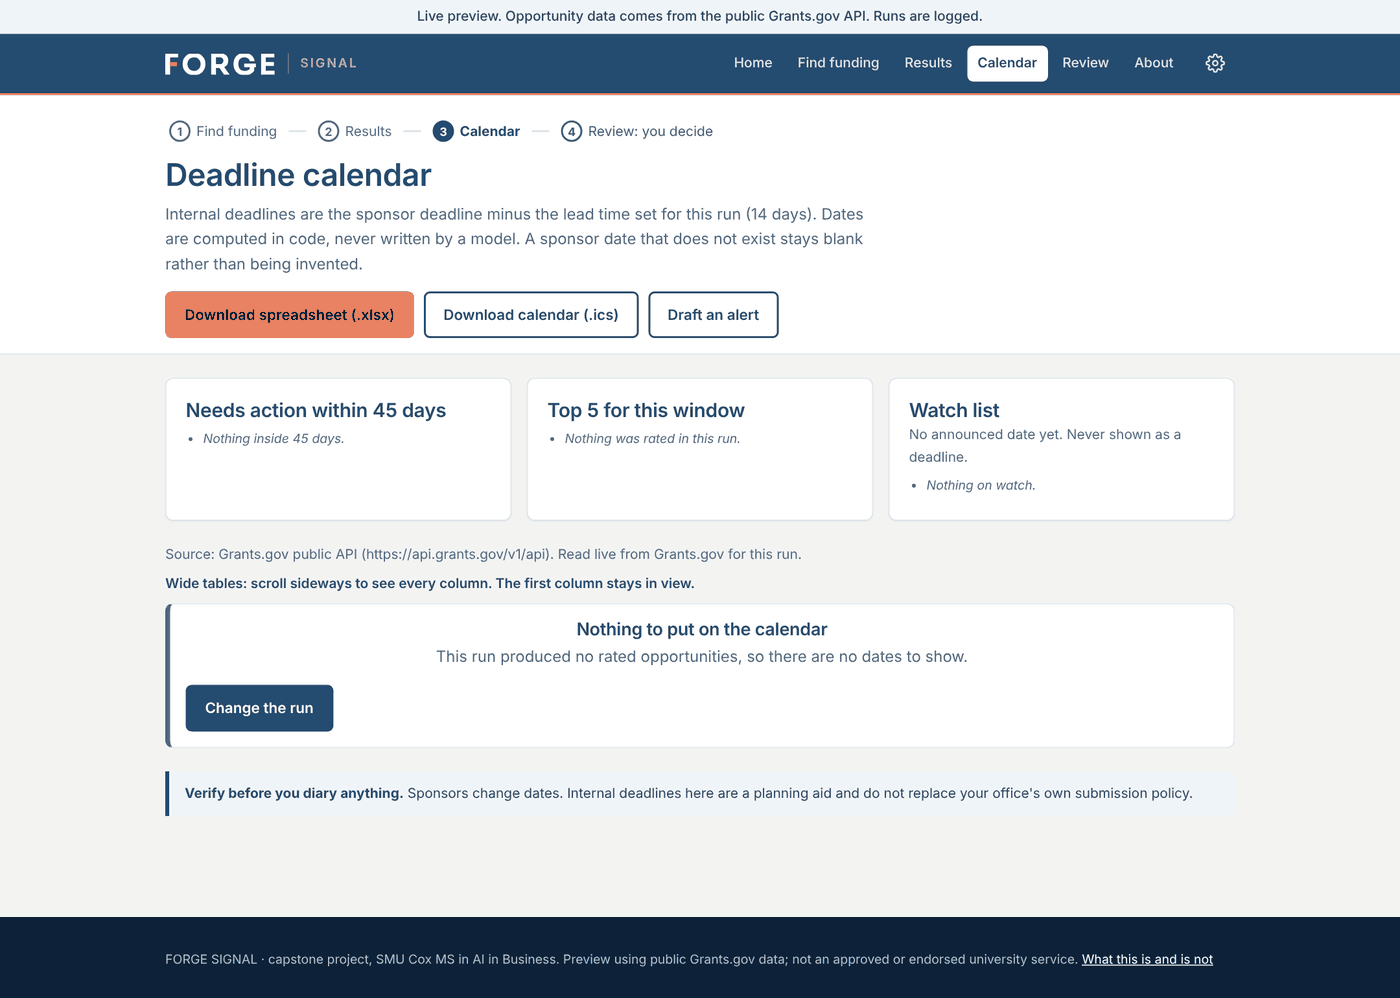 Live preview. Opportunity data comes from the public Grants.gov API. Runs are logged.
FORGE | SIGNAL
Home Find funding Results Calendar Review About
1 Find funding — 2 Results — 3 Calendar — 4 Review: you decide
Deadline calendar
Internal deadlines are the sponsor deadline minus the lead time set for this run (14 days). Dates
are computed in code, never written by a model. A sponsor date that does not exist stays blank
rather than being invented.
Download spreadsheet (.xlsx) Download calendar (.ics) Draft an alert
Needs action within 45 days
• Nothing inside 45 days.
Top 5 for this window
• Nothing was rated in this run.
Watch list
No announced date yet. Never shown as a
deadline.
• Nothing on watch.
Source: Grants.gov public API (https://api.grants.gov/v1/api). Read live from Grants.gov for this run.
Wide tables: scroll sideways to see every column. The first column stays in view.
Nothing to put on the calendar
This run produced no rated opportunities, so there are no dates to show.
Change the run
Verify before you diary anything. Sponsors change dates. Internal deadlines here are a planning aid and do not replace your office's own submission policy.
FORGE SIGNAL · capstone project, SMU Cox MS in AI in Business. Preview using public Grants.gov data; not an approved or endorsed university service. What this is and is not